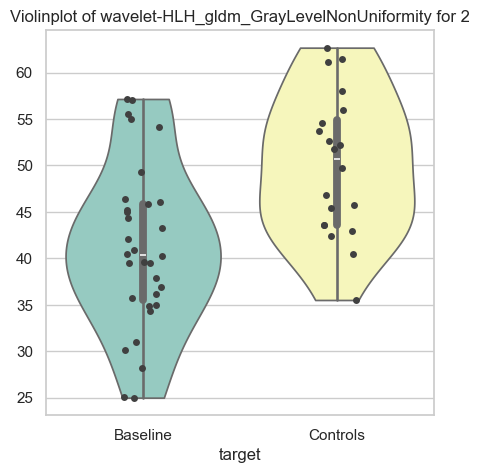 Violinplot of wavelet-HLH_gldm_GrayLevelNonUniformity for 2
60
55
50
45
40
35
30
25
Baseline Controls
target